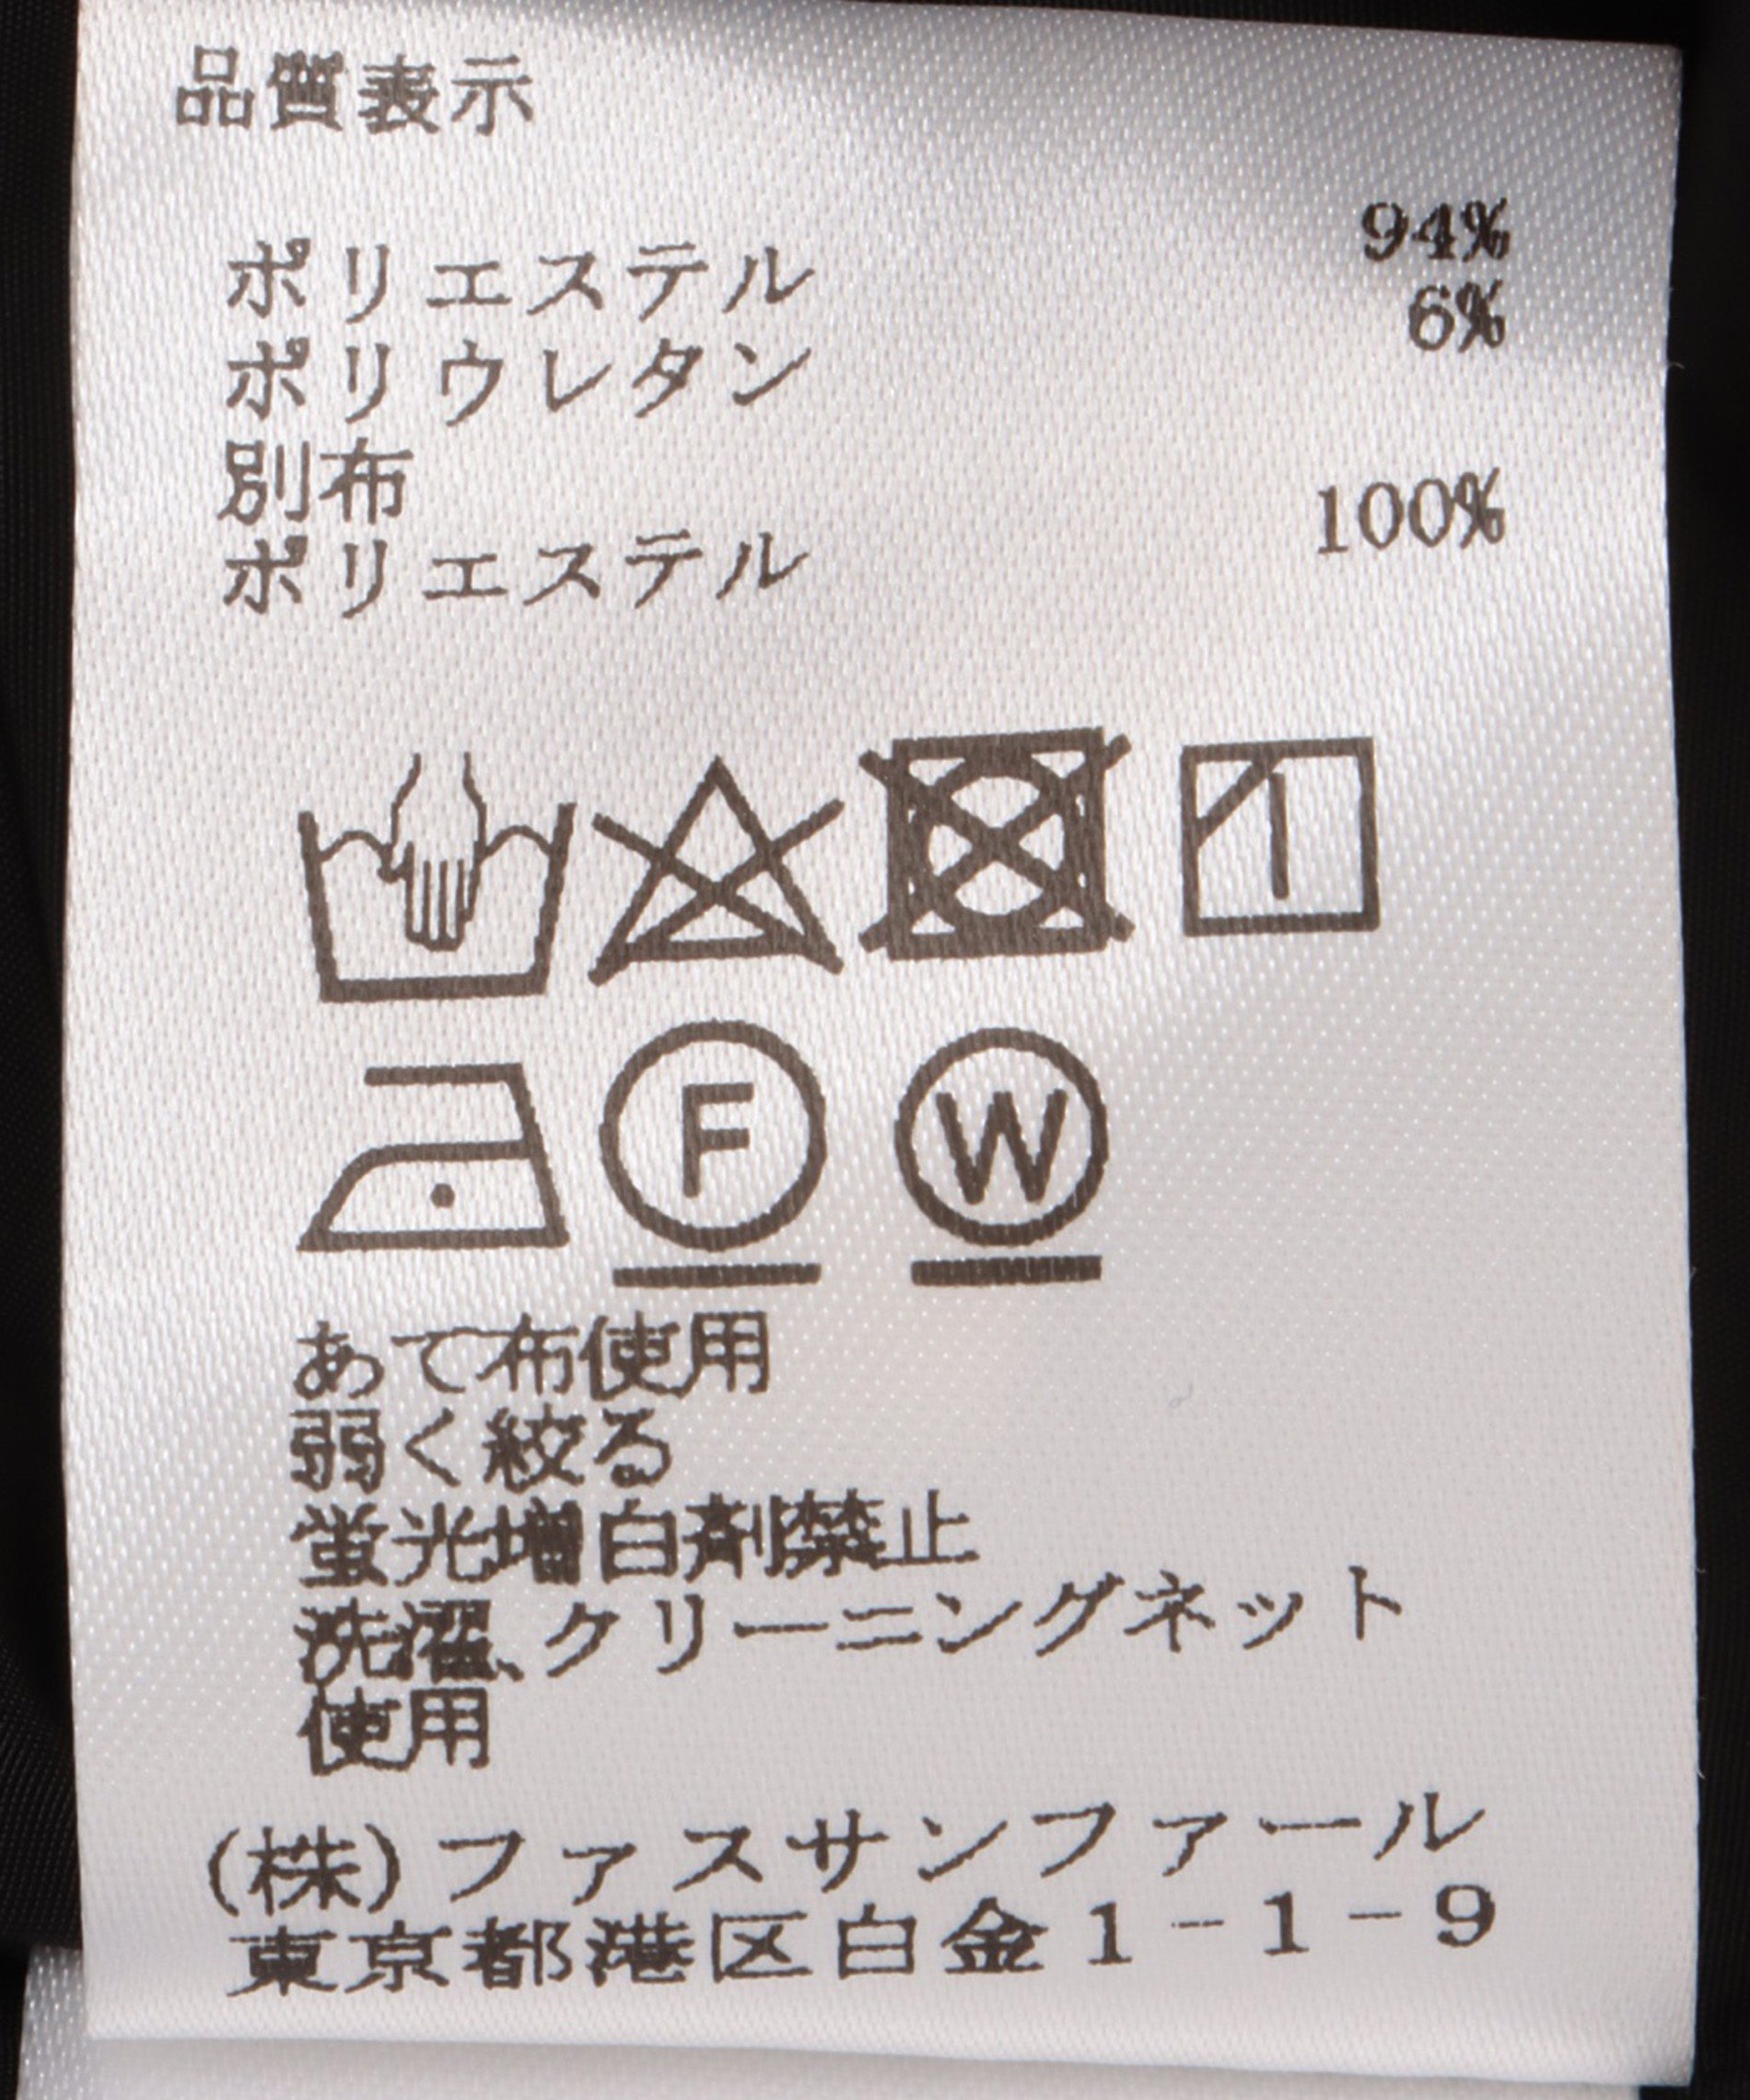 品質表示
ポリエステル 94%
ポリウレタン 6%
別布
ポリエステル 100%
F W
あて布使用
弱く絞る
蛍光増白剤禁止
洗濯、クリーニングネット
使用
(株)ファスサンファール
東京都港区白金1-1-9